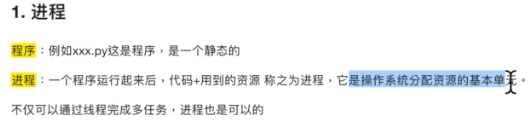 1. 进程
程序：例如xxx.py这是程序，是一个静态的
进程：一个程序运行起来后，代码+用到的资源 称之为进程，它是操作系统分配资源的基本单元。
不仅可以通过线程完成多任务，进程也是可以的